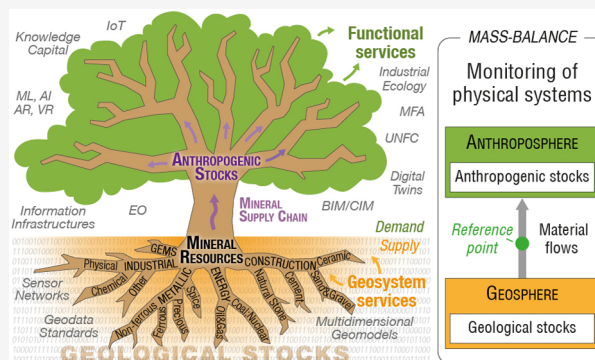 IoT
Knowledge
Capital
Functional
services
Industrial
Ecology
ML, AI
AR, VR
MFA
UNFC
ANTHROPOGENIC
STOCKS
Digital
Twins
MINERAL
SUPPLY CHAIN
Information
Infrastructures
EO
BIM/CIM
Demand
Supply
MINERAL
RESOURCES
GEMS
INDUSTRIAL
Physical
Chemical
Other
METALLIC
Non-ferrous
Ferrous
Precious
Spice
ENERGY
Oil/Gas
Coal/Nuclear
CONSTRUCTION
Natural Stone
Cement
Sand&Gravel
Ceramic
Geosystem
services
Sensor
Networks
Geodata
Standards
Multidimensional
Geomodels
GEOLOGICAL STOCKS
MASS-BALANCE
Monitoring of
physical systems
ANTHROPOSPHERE
Anthropogenic stocks
Reference
point
Material
flows
GEOSPHERE
Geological stocks